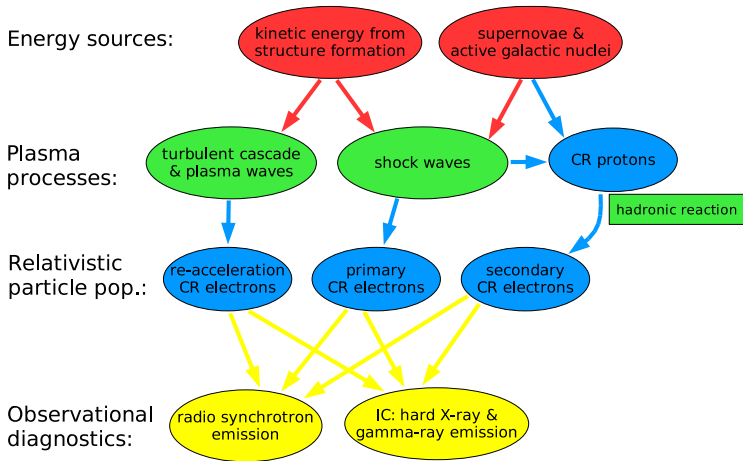 Energy sources:
kinetic energy from
structure formation
supernovae &
active galactic nuclei
Plasma
processes:
turbulent cascade
& plasma waves
shock waves
CR protons
hadronic reaction
Relativistic
particle pop.:
re-acceleration
CR electrons
primary
CR electrons
secondary
CR electrons
Observational
diagnostics:
radio synchrotron
emission
IC: hard X-ray &
gamma-ray emission